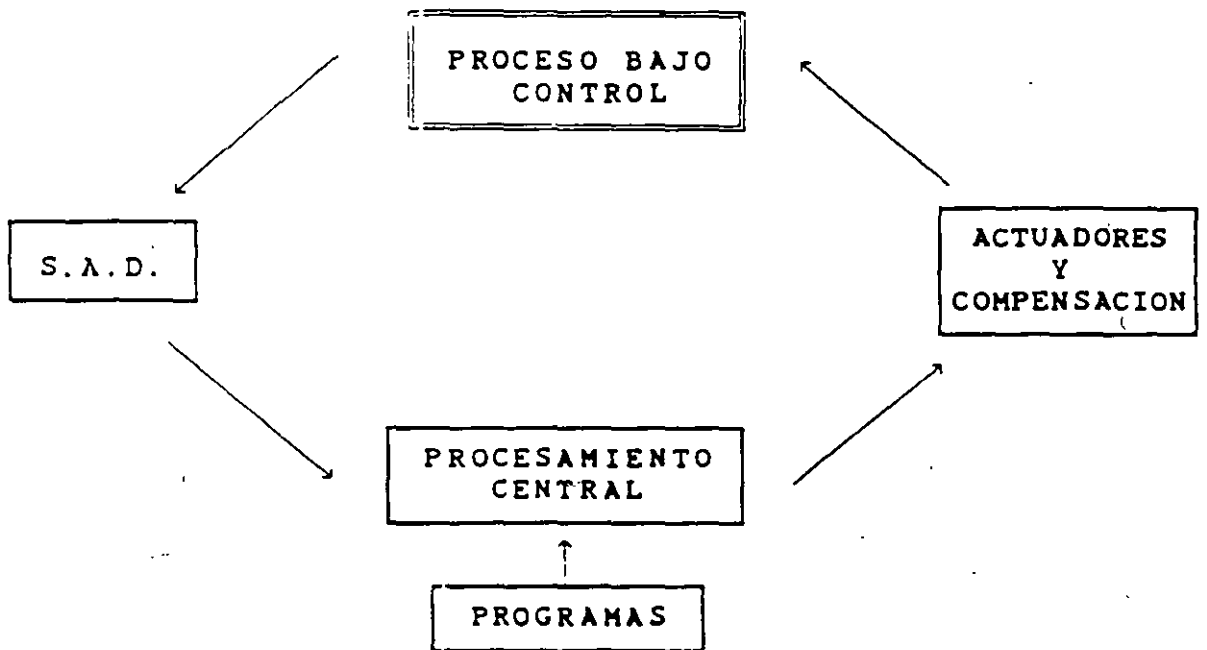 PROCESO BAJO
CONTROL
S.A.D.
ACTUADORES
Y
COMPENSACION
PROCESAMIENTO
CENTRAL
PROGRAMAS